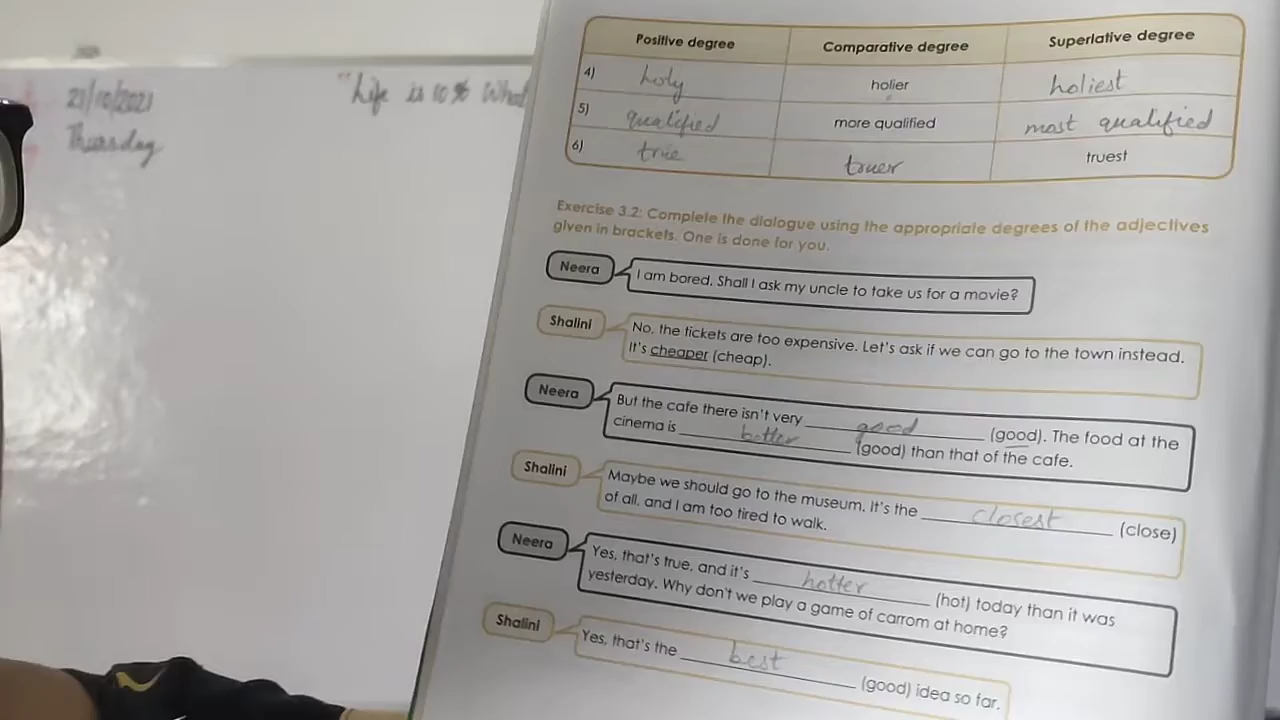 21/10/2021
Thursday
"Life is 10% What
Positive degree Comparative degree Superlative degree
4) holy holier holiest
5) qualified more qualified most qualified
6) true truer truest
Exercise 3.2: Complete the dialogue using the appropriate degrees of the adjectives
given in brackets. One is done for you.
Neera I am bored. Shall I ask my uncle to take us for a movie?
Shalini No, the tickets are too expensive. Let's ask if we can go to the town instead.
It's cheaper (cheap).
Neera But the cafe there isn't very good (good). The food at the
cinema is better (good) than that of the cafe.
Shalini Maybe we should go to the museum. It's the closest (close)
of all, and I am too tired to walk.
Neera Yes, that's true, and it's hotter (hot) today than it was
yesterday. Why don't we play a game of carrom at home?
Shalini Yes, that's the best (good) idea so far.